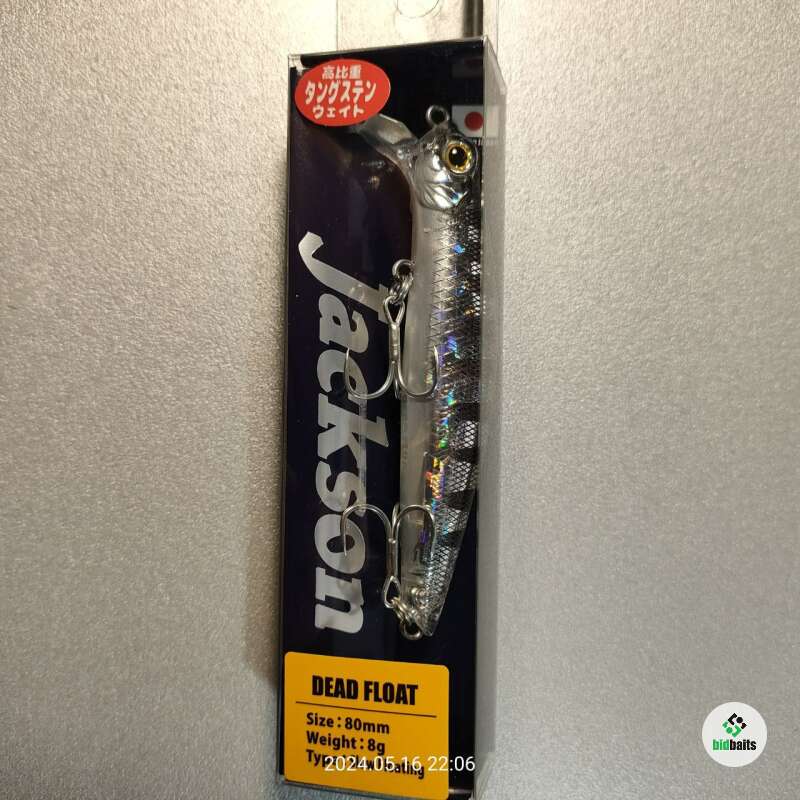 高比重
タングステン
ウェイト
Jackson
DEAD FLOAT
Size：80mm
Weight：8g
2024.05.16 22:06
bidbaits